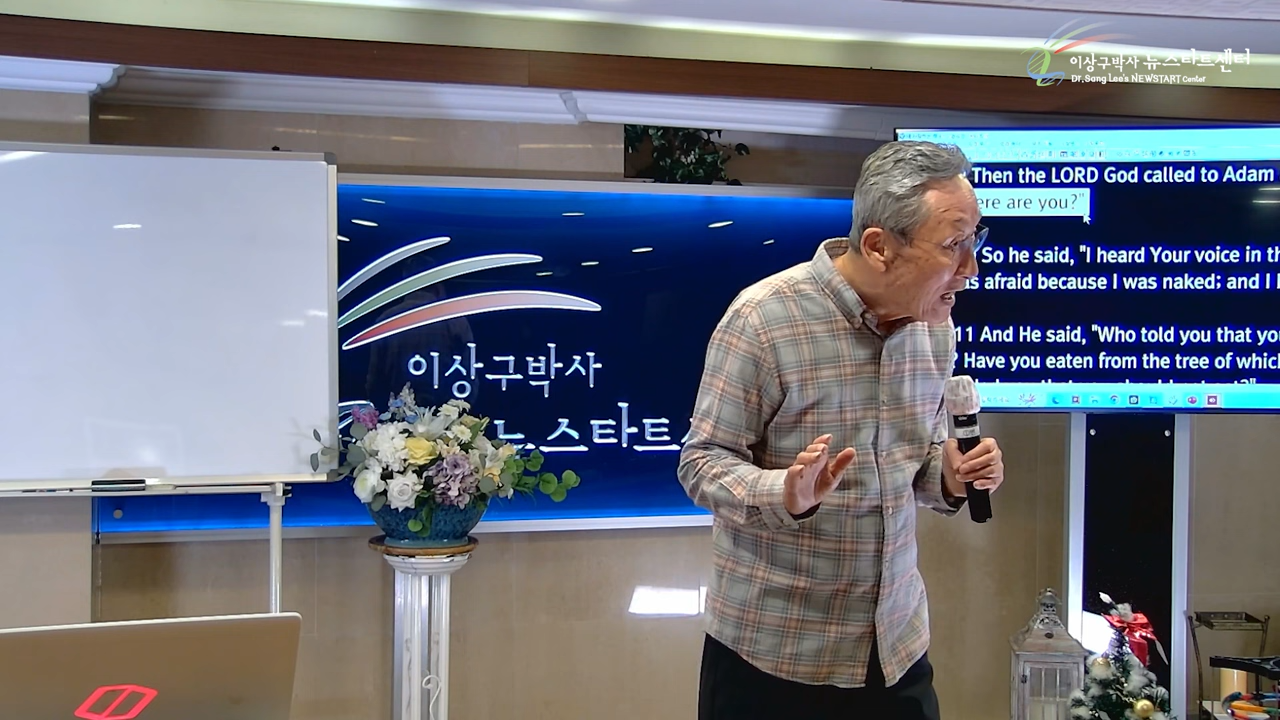 이상구박사 뉴스타트센터
Dr. Sang Lee's NEWSTART Center
Then the LORD God called to Adam
ere are you?"
So he said, "I heard Your voice in th
afraid because I was naked; and I
11 And He said, "Who told you that yo
? Have you eaten from the tree of which
이상구박사
뉴스타트